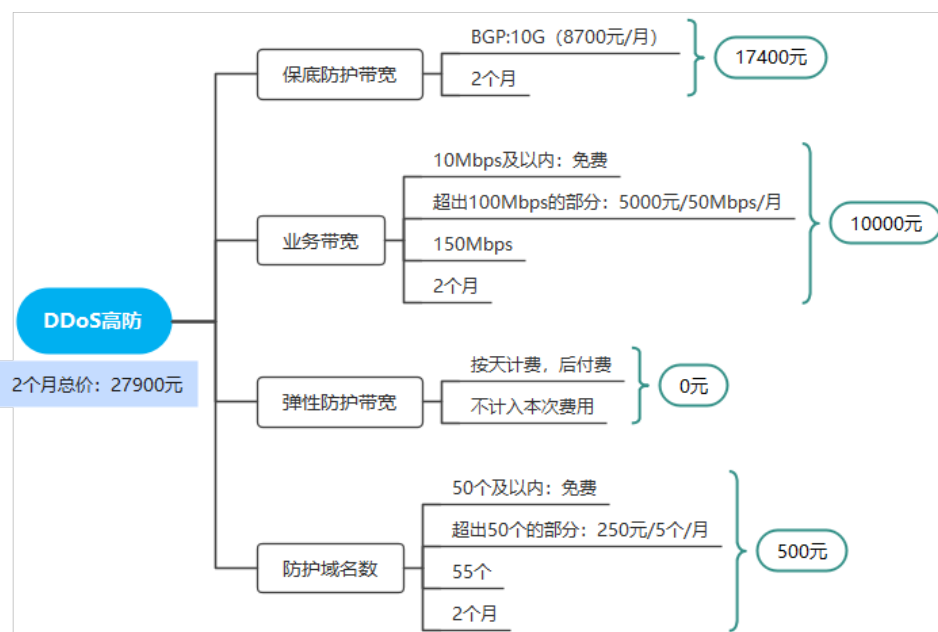 DDoS高防
2个月总价：27900元
保底防护带宽
BGP:10G（8700元/月）
2个月
17400元
业务带宽
10Mbps及以内：免费
超出100Mbps的部分：5000元/50Mbps/月
150Mbps
2个月
10000元
弹性防护带宽
按天计费，后付费
不计入本次费用
0元
防护域名数
50个及以内：免费
超出50个的部分：250元/5个/月
55个
2个月
500元